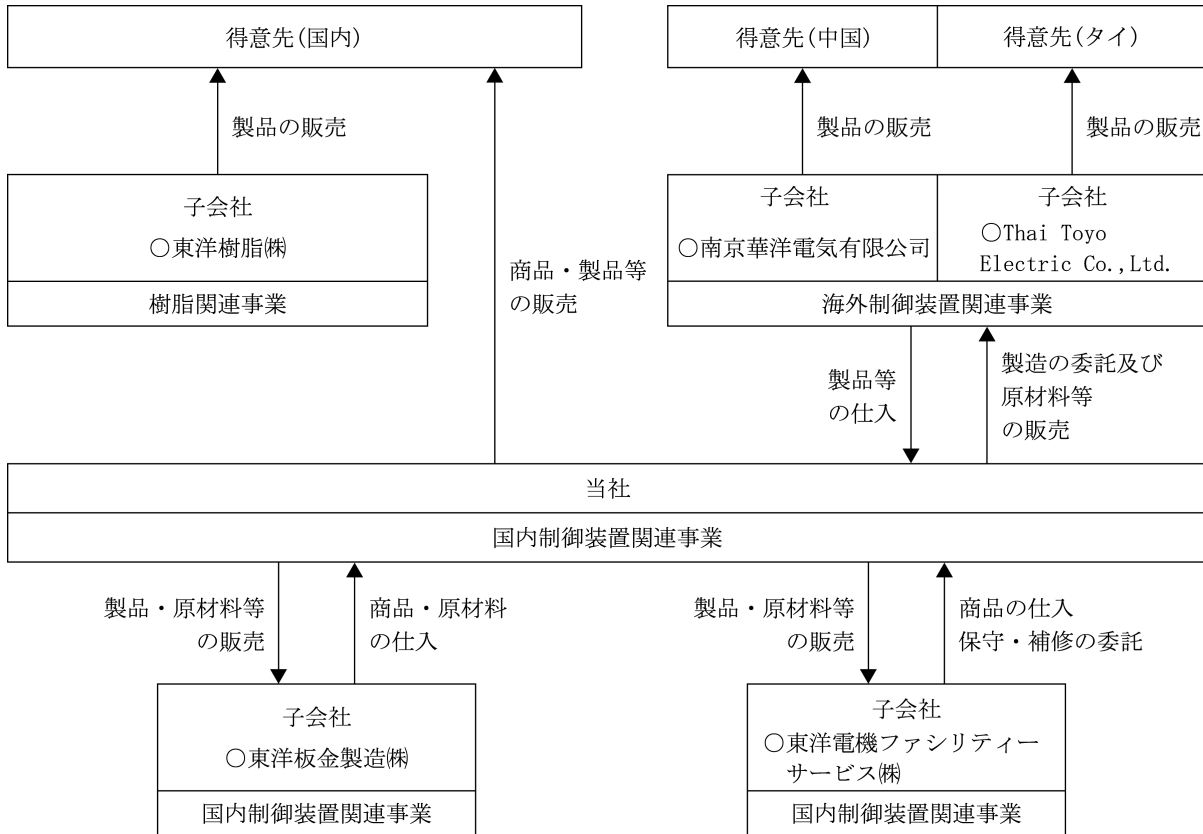 得意先(国内)
得意先(中国)
得意先(タイ)
製品の販売
製品の販売
製品の販売
子会社
○東洋樹脂㈱
樹脂関連事業
商品・製品等
の販売
子会社
○南京華洋電気有限公司
子会社
○Thai Toyo
Electric Co.,Ltd.
海外制御装置関連事業
製品等
の仕入
製造の委託及び
原材料等
の販売
当社
国内制御装置関連事業
製品・原材料等
の販売
商品・原材料
の仕入
製品・原材料等
の販売
商品の仕入
保守・補修の委託
子会社
○東洋板金製造㈱
国内制御装置関連事業
子会社
○東洋電機ファシリティー
サービス㈱
国内制御装置関連事業